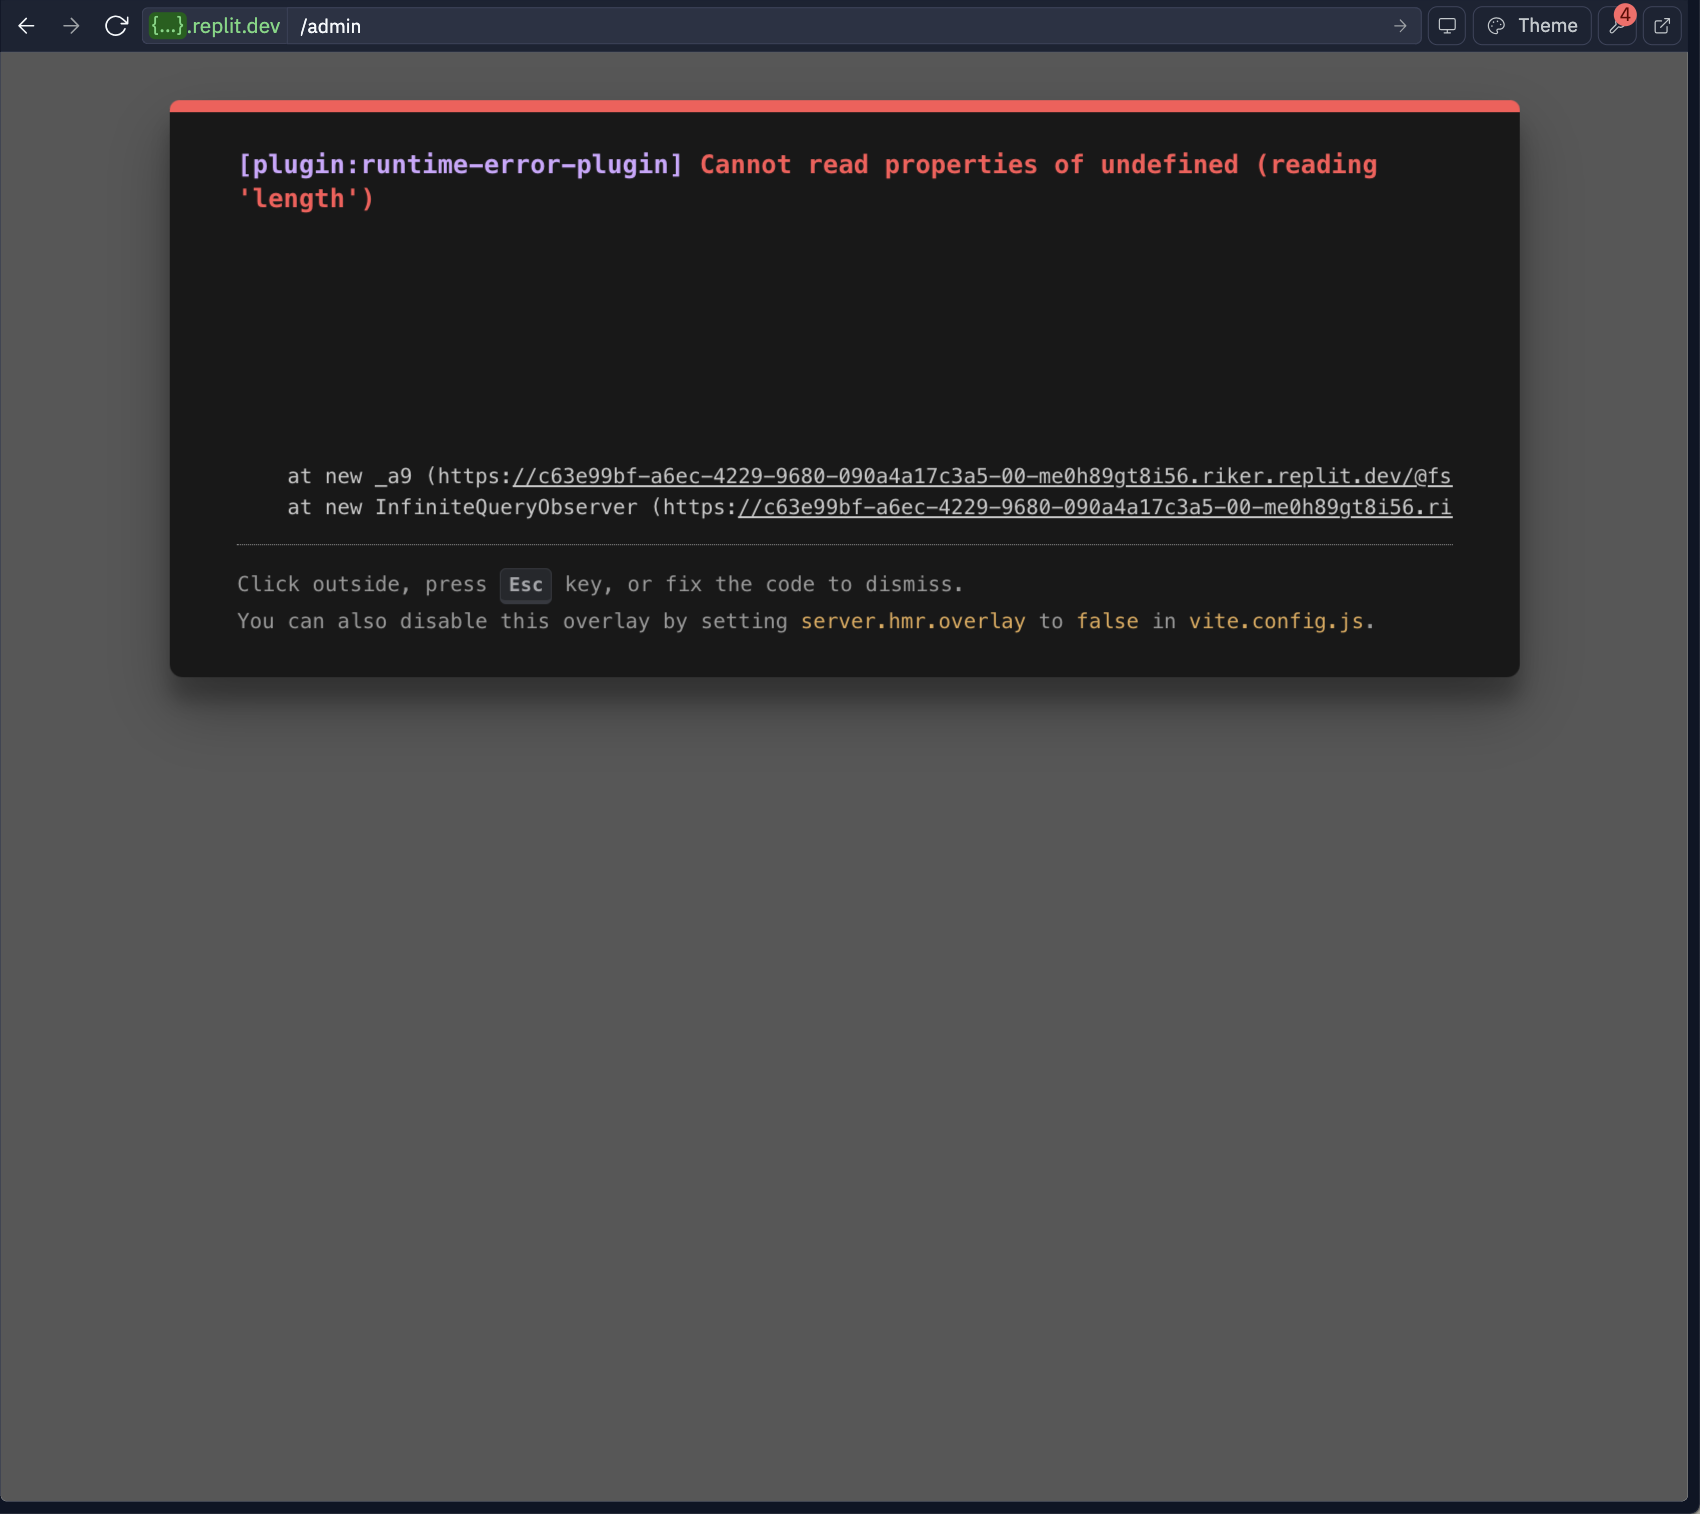 {...}.replit.dev /admin Theme 4
[plugin:runtime-error-plugin] Cannot read properties of undefined (reading
'length')
at new _a9 (https://c63e99bf-a6ec-4229-9680-090a4a17c3a5-00-me0h89gt8i56.riker.replit.dev/@fs
at new InfiniteQueryObserver (https://c63e99bf-a6ec-4229-9680-090a4a17c3a5-00-me0h89gt8i56.ri
Click outside, press Esc key, or fix the code to dismiss.
You can also disable this overlay by setting server.hmr.overlay to false in vite.config.js.